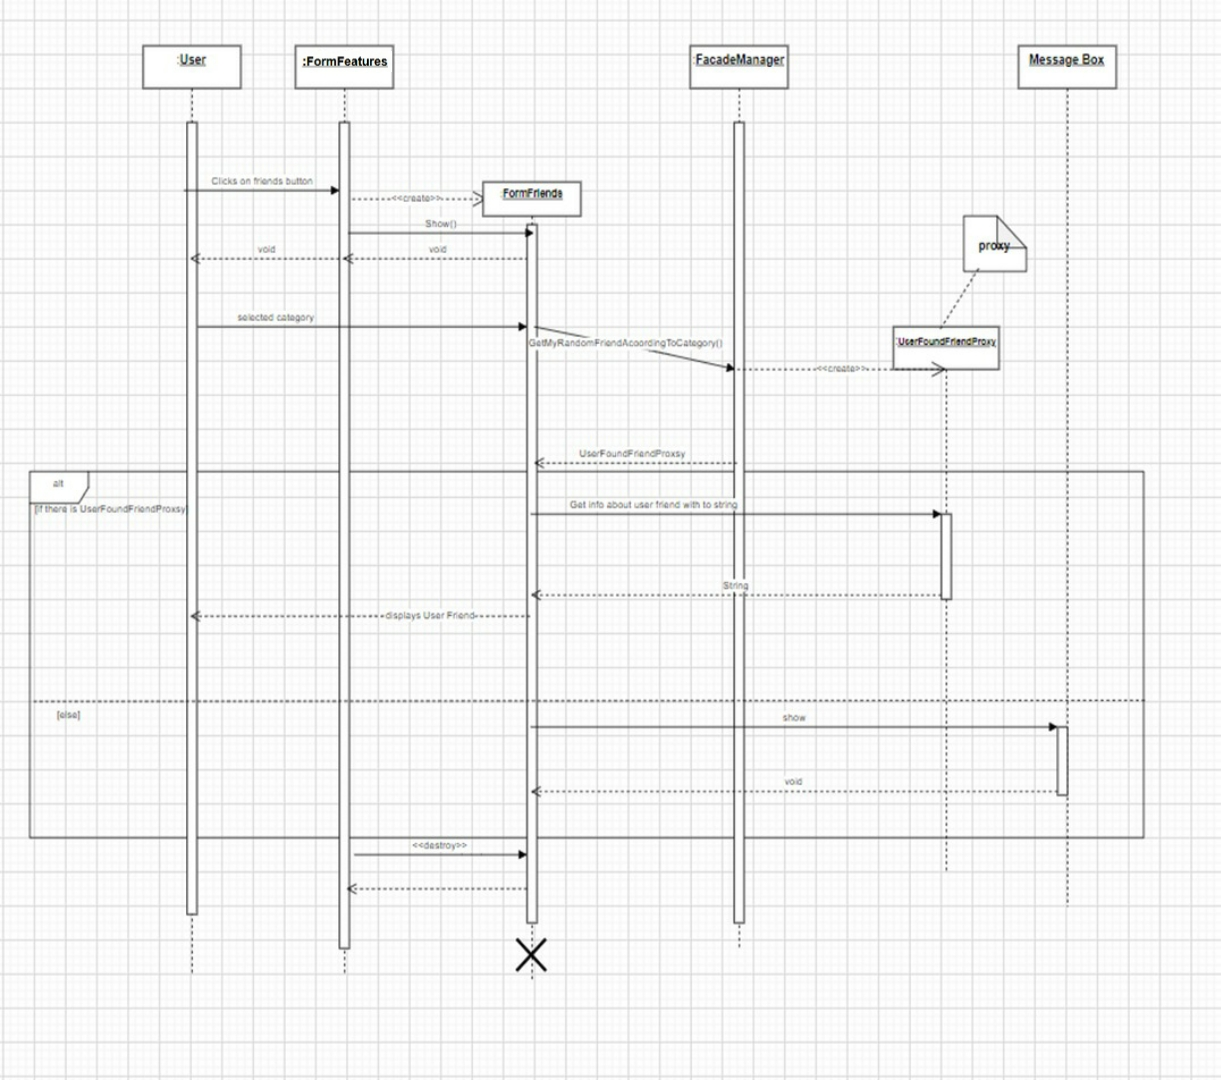 :User
:FormFeatures
:FacadeManager
Message Box
Clicks on friends button
<<create>>
:FormFriends
Show()
void
void
proxy
selected category
GetMyRandomFriendAcoordingToCategory()
:UserFoundFriendProxy
<<create>>
UserFoundFriendProxsy
alt
[if there is UserFoundFriendProxsy]
Get info about user friend with to string
String
displays User Friend
[else]
show
void
<<destroy>>